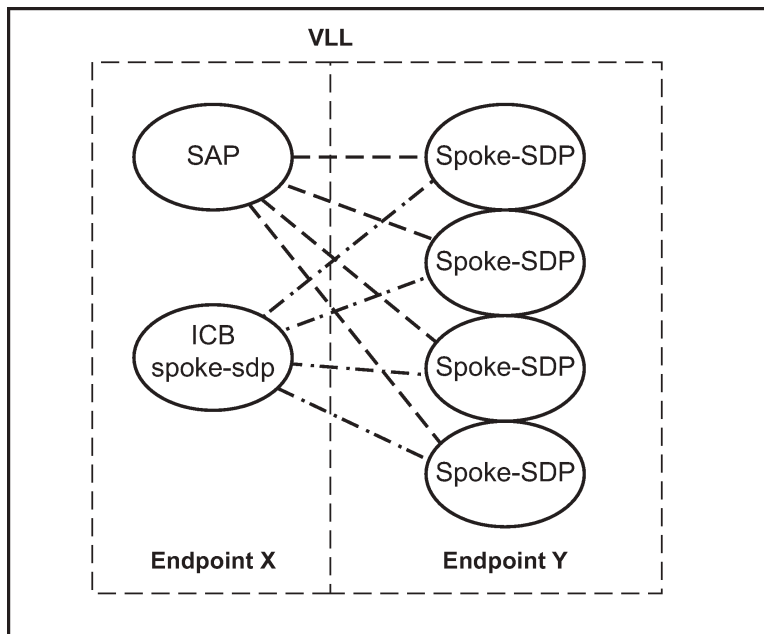 VLL
SAP
ICB
spoke-sdp
Spoke-SDP
Spoke-SDP
Spoke-SDP
Spoke-SDP
Endpoint X
Endpoint Y